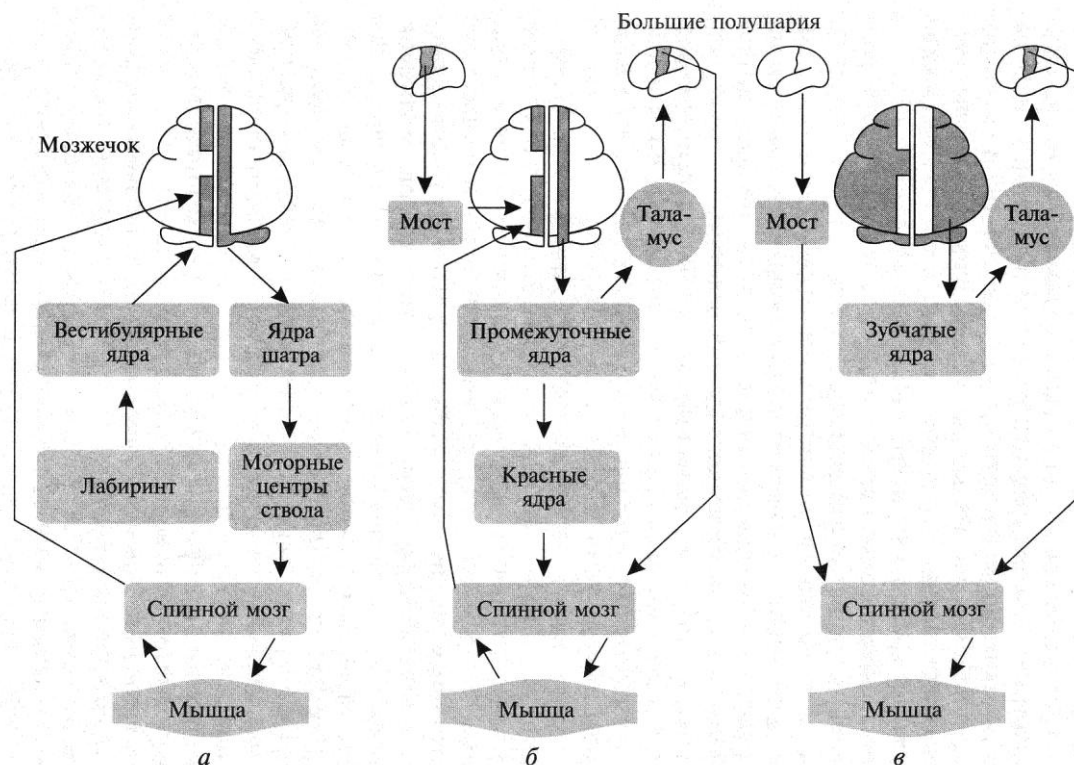 Большие полушария
Мозжечок
Мост
Тала-
мус
Мост
Тала-
мус
Вестибулярные
ядра
Ядра
шатра
Промежуточные
ядра
Зубчатые
ядра
Лабиринт
Моторные
центры
ствола
Красные
ядра
Спинной мозг
Спинной мозг
Спинной мозг
Мышца
Мышца
Мышца
а
б
в